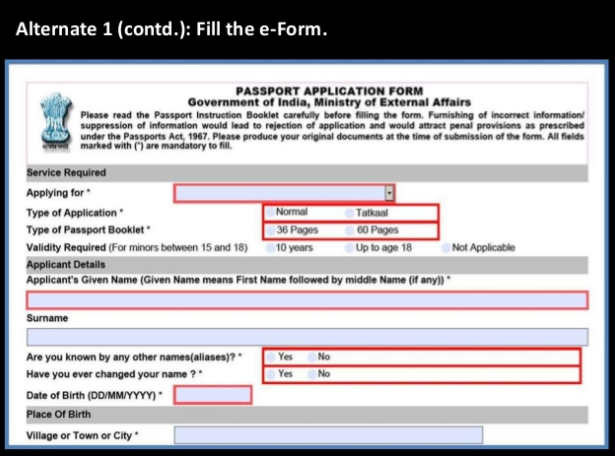 Alternate 1 (contd.): Fill the e-Form.
PASSPORT APPLICATION FORM
Government of India, Ministry of External Affairs
Please read the Passport Instruction Booklet carefully before filling the form. Furnishing of incorrect information/
suppression of information would lead to rejection of application and would attract penal provisions as prescribed
under the Passports Act, 1967. Please produce your original documents at the time of submission of the form. All fields
marked with (*) are mandatory to fill.
Service Required
Applying for *
Type of Application * Normal Tatkaal
Type of Passport Booklet * 36 Pages 60 Pages
Validity Required (For minors between 15 and 18) 10 years Up to age 18 Not Applicable
Applicant Details
Applicant's Given Name (Given Name means First Name followed by middle Name (if any)) *
Surname
Are you known by any other names(aliases)? * Yes No
Have you ever changed your name ? * Yes No
Date of Birth (DD/MM/YYYY) *
Place Of Birth
Village or Town or City *